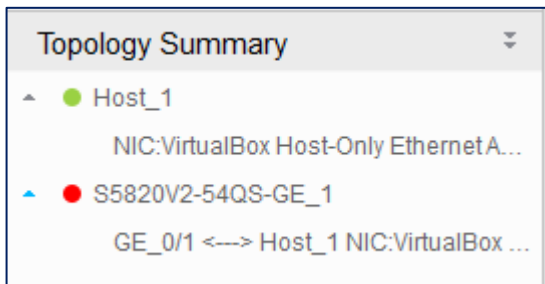 Topology Summary
Host_1
NIC:VirtualBox Host-Only Ethernet A...
S5820V2-54QS-GE_1
GE_0/1 <---> Host_1 NIC:VirtualBox ...